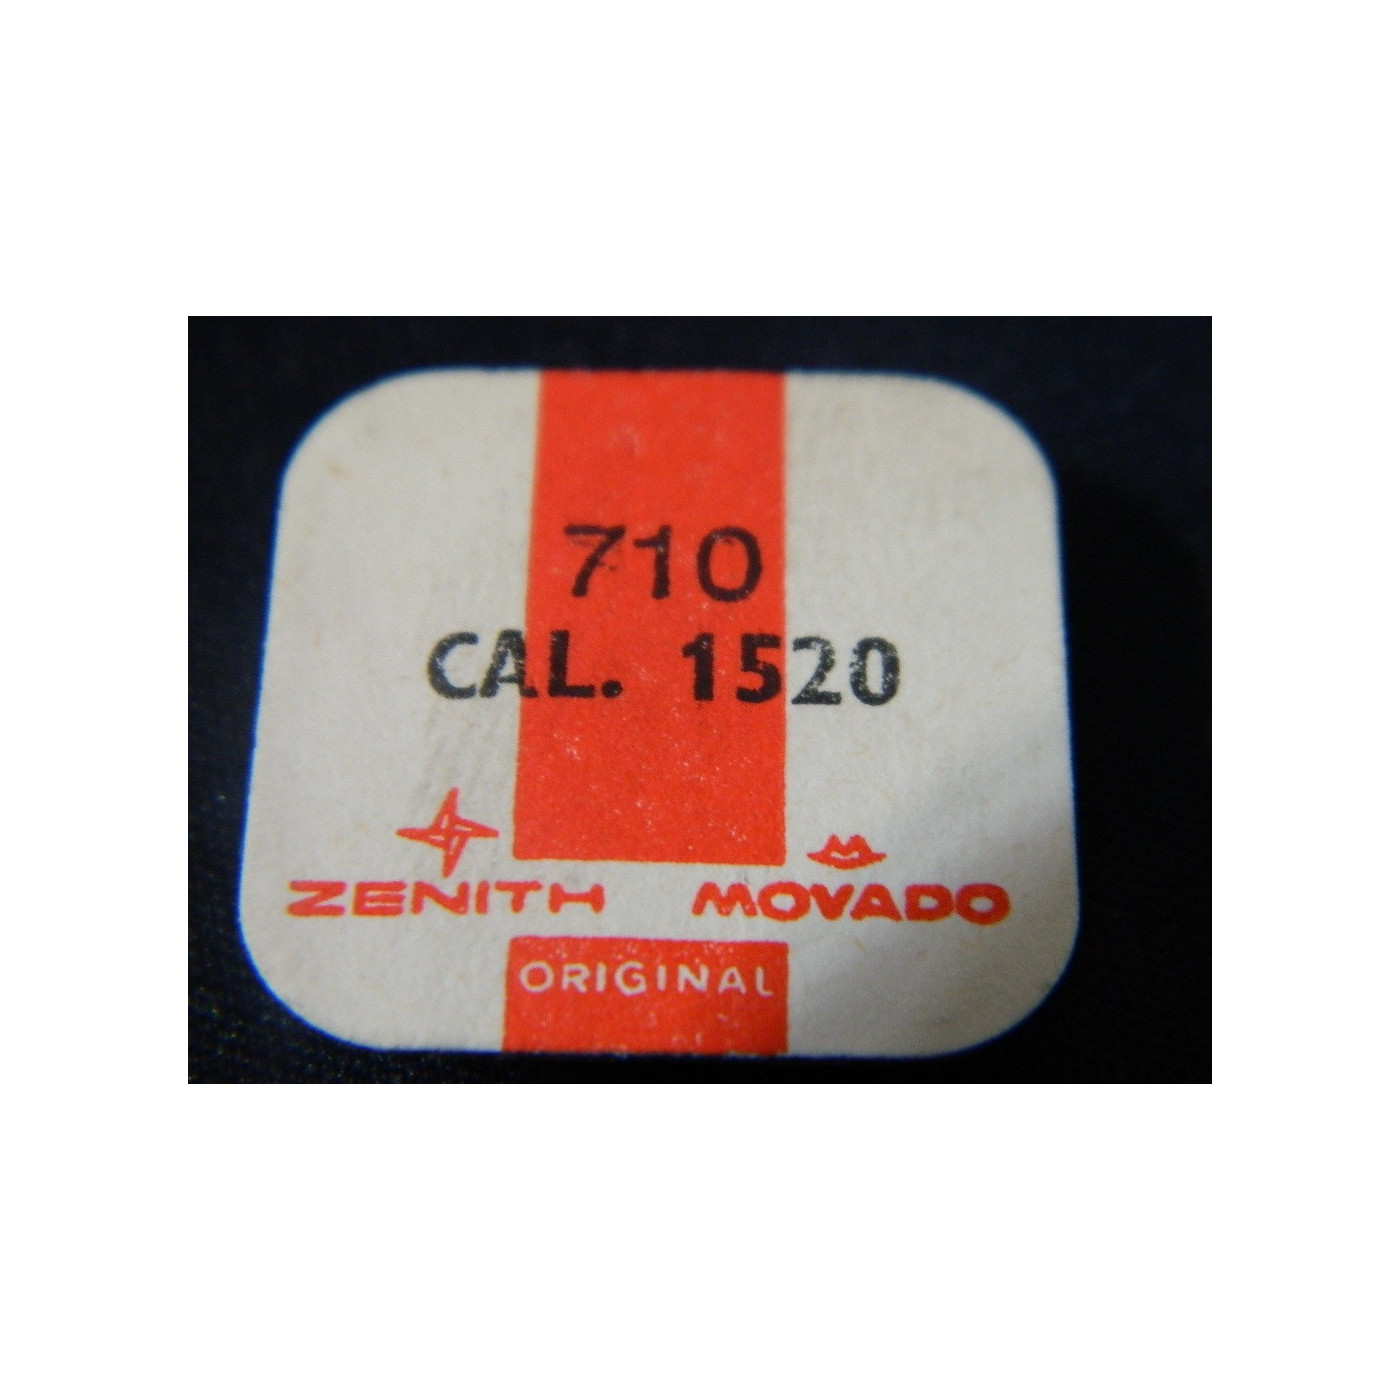 710
CAL. 1520
ZENITH MOVADO
ORIGINAL